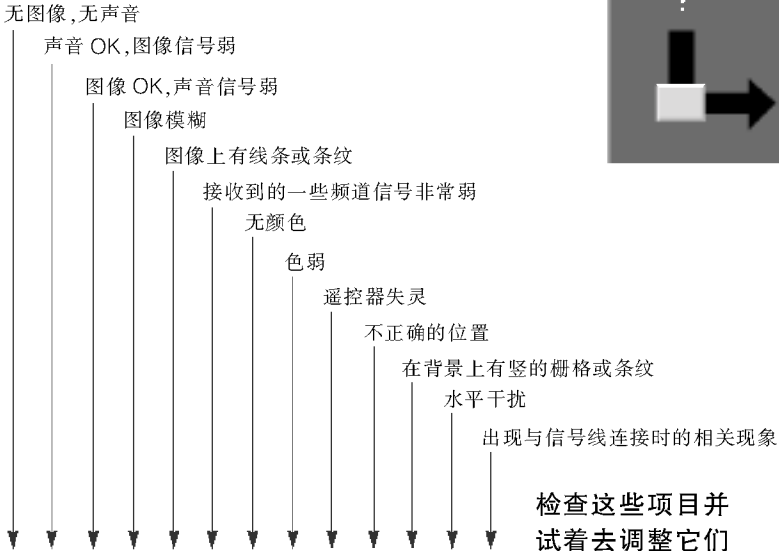 无图像,无声音
声音 OK,图像信号弱
图像 OK,声音信号弱
图像模糊
图像上有线条或条纹
接收到的一些频道信号非常弱
无颜色
色弱
遥控器失灵
不正确的位置
在背景上有竖的栅格或条纹
水平干扰
出现与信号线连接时的相关现象
检查这些项目并
试着去调整它们